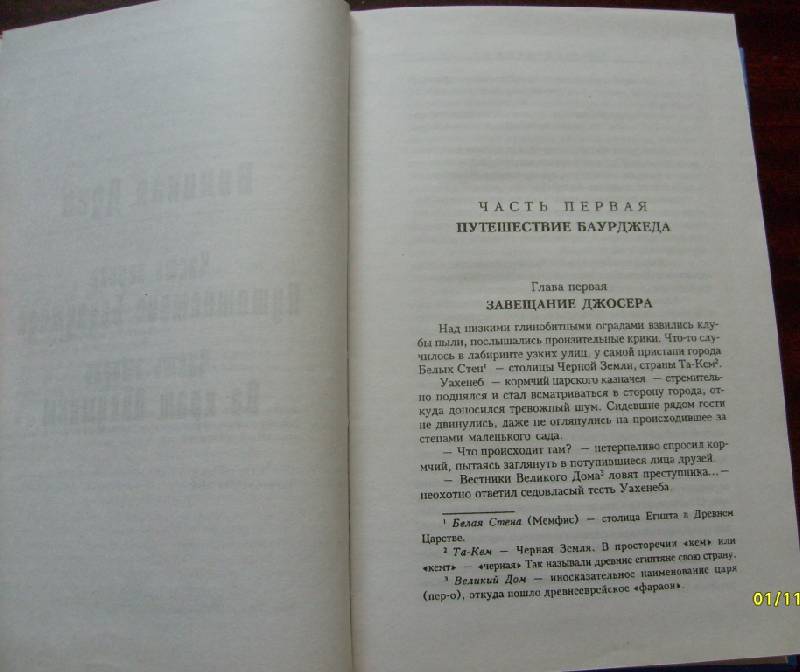 ЧАСТЬ ПЕРВАЯ
ПУТЕШЕСТВИЕ БАУРДЖЕДА
Глава первая
ЗАВЕЩАНИЕ ДЖОСЕРА
Над низкими глинобитными оградами взвились клу-
бы пыли, послышались пронзительные крики. Что-то слу-
чилось в лабиринте узких улиц, у самой пристани города
Белых Стен¹ — столицы Черной Земли, страны Та-Кем².
Уахенеб — кормчий царского казначея — стремитель-
но поднялся и стал всматриваться в сторону города, от-
куда доносился тревожный шум. Сидевшие рядом гости
не двинулись, даже не оглянулись на происходившее за
стенами маленького сада.
— Что происходит там? — нетерпеливо спросил кор-
мчий, пытаясь заглянуть в потупившиеся лица друзей.
— Вестники Великого Дома³ ловят преступника... —
неохотно ответил седовласый тесть Уахенеба.
¹ Белая Стена (Мемфис) — столица Египта в Древнем
Царстве.
² Та-Кем — Черная Земля. В просторечии «кем» или
«кемт» — «черная» Так называли древние египтяне свою страну.
³ Великий Дом — иносказательное наименование царя
(пер-о), откуда пошло древнееврейское «фараон».
01/11